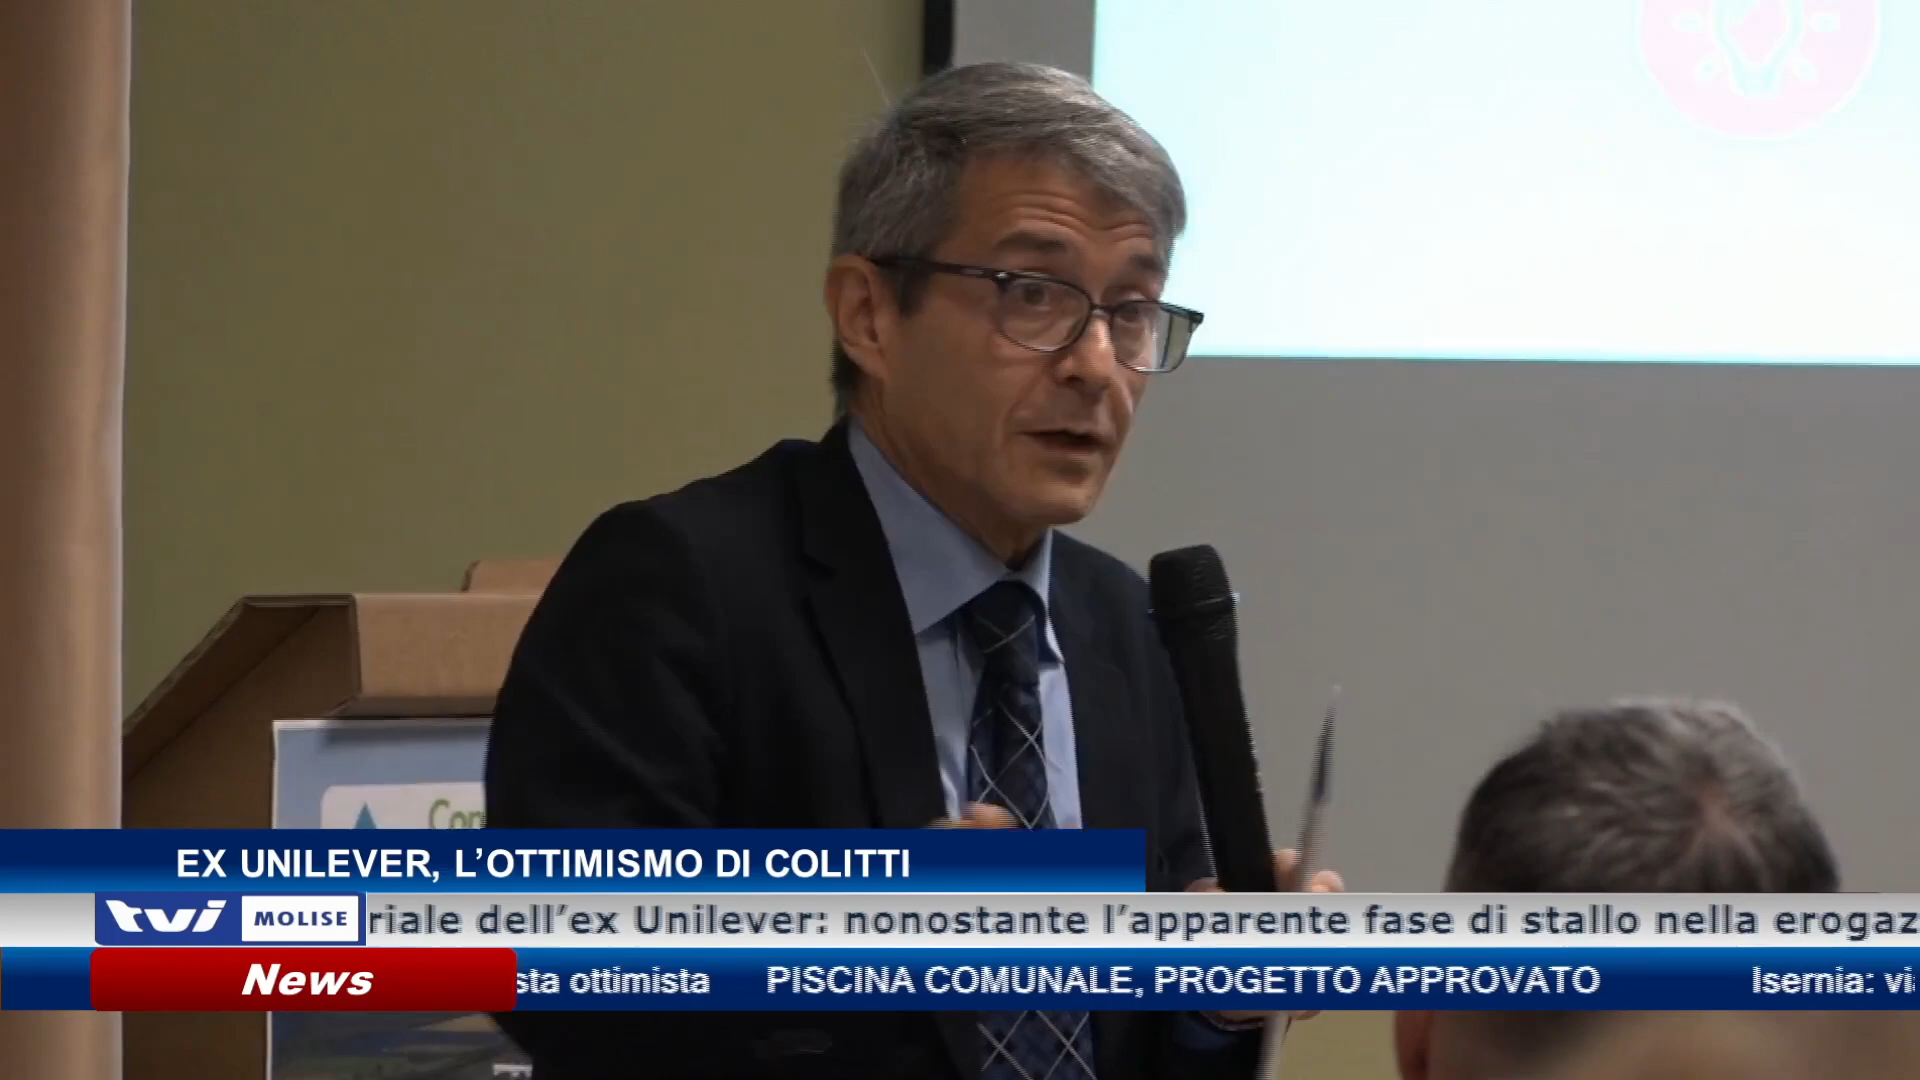 EX UNILEVER, L’OTTIMISMO DI COLITTI
tvi MOLISE
riale dell’ex Unilever: nonostante l’apparente fase di stallo nella erogaz
News
sta ottimista PISCINA COMUNALE, PROGETTO APPROVATO Isernia: vi